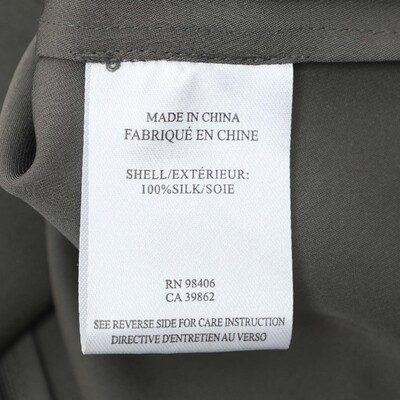 MADE IN CHINA
FABRIQUÉ EN CHINE
SHELL/EXTÉRIEUR:
100%SILK/SOIE
RN 98406
CA 39862
SEE REVERSE SIDE FOR CARE INSTRUCTION
DIRECTIVE D'ENTRETIEN AU VERSO